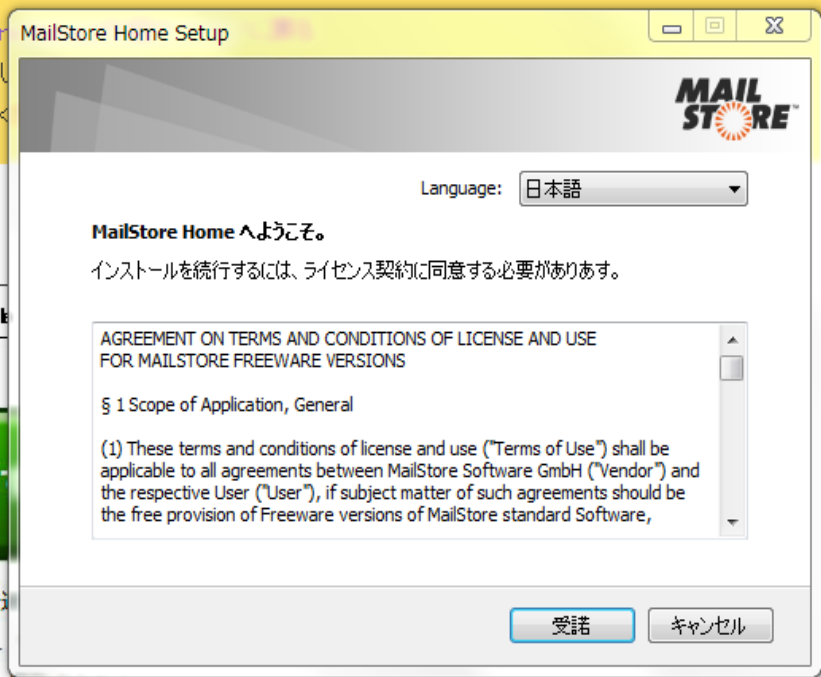 MailStore Home Setup
MAIL
STORE™
Language: 日本語
MailStore Home へようこそ。
インストールを続行するには、ライセンス契約に同意する必要がありあす。
AGREEMENT ON TERMS AND CONDITIONS OF LICENSE AND USE
FOR MAILSTORE FREEWARE VERSIONS
§ 1 Scope of Application, General
(1) These terms and conditions of license and use ("Terms of Use") shall be
applicable to all agreements between MailStore Software GmbH ("Vendor") and
the respective User ("User"), if subject matter of such agreements should be
the free provision of Freeware versions of MailStore standard Software,
受諾 キャンセル